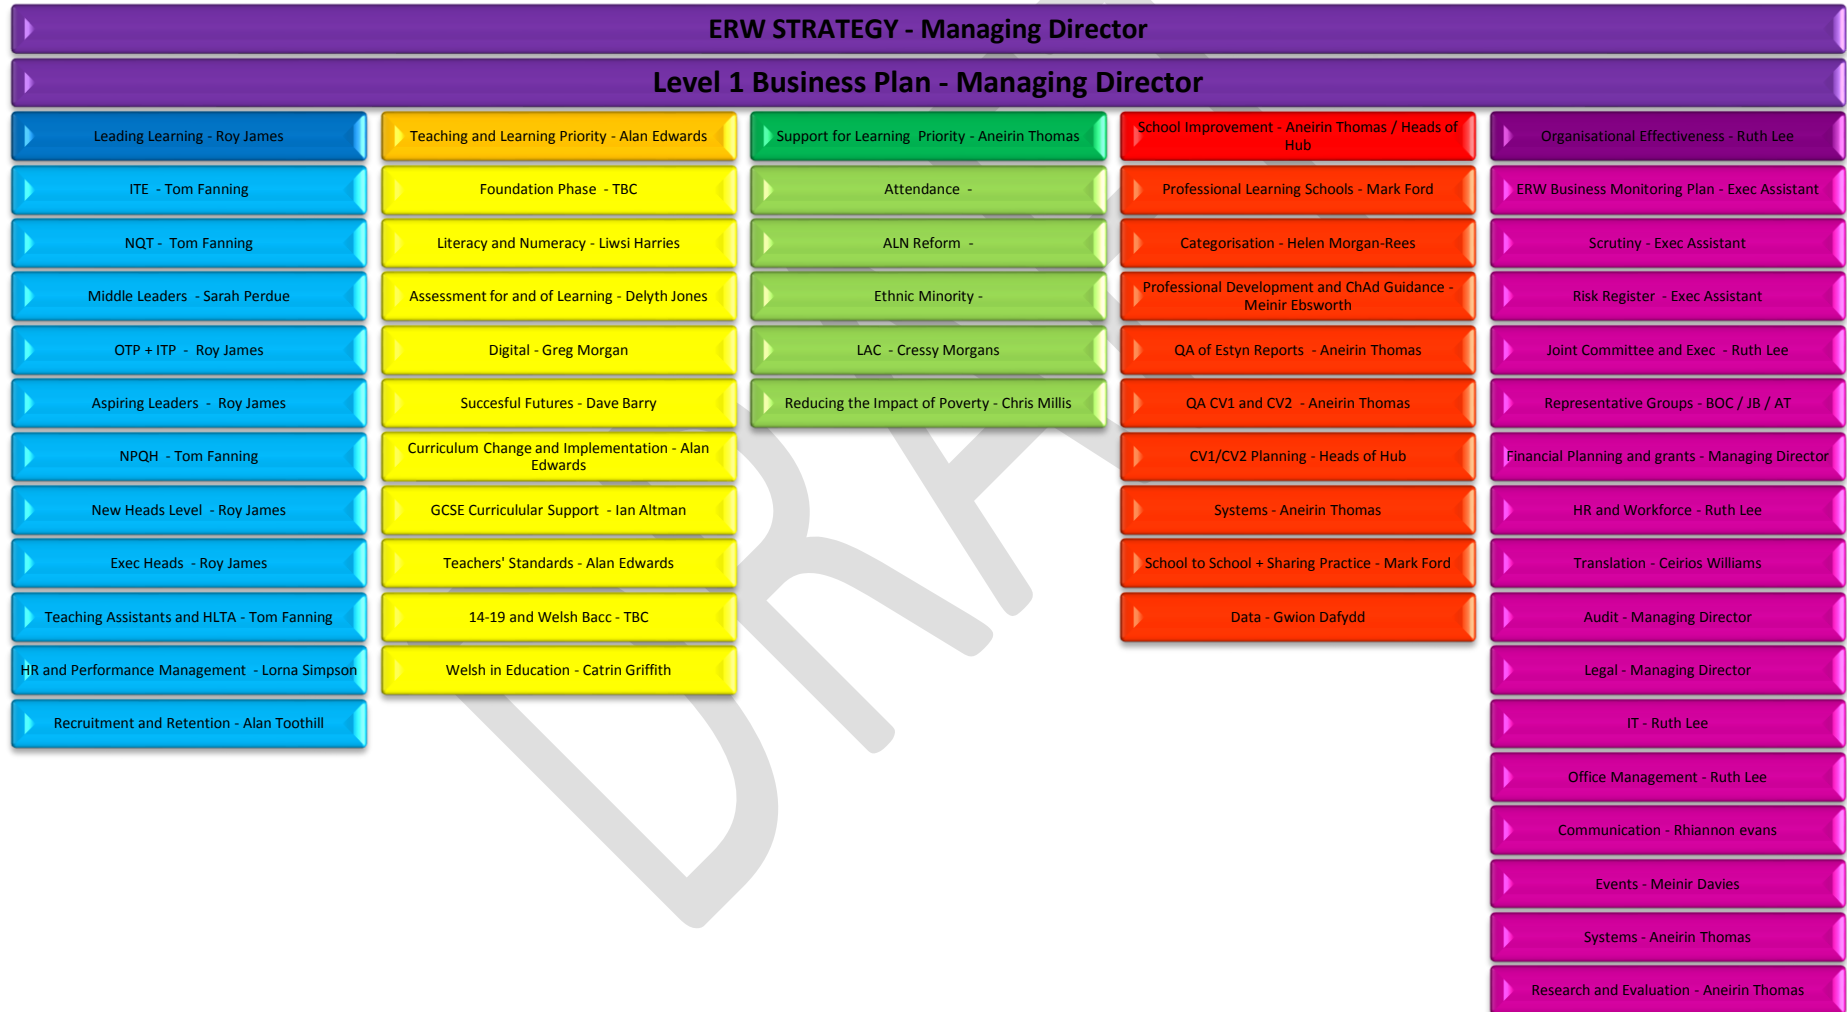 ERW STRATEGY - Managing Director
Level 1 Business Plan - Managing Director
Leading Learning - Roy James
ITE - Tom Fanning
NQT - Tom Fanning
Middle Leaders - Sarah Perdue
OTP + ITP - Roy James
Aspiring Leaders - Roy James
NPQH - Tom Fanning
New Heads Level - Roy James
Exec Heads - Roy James
Teaching Assistants and HLTA - Tom Fanning
HR and Performance Management - Lorna Simpson
Recruitment and Retention - Alan Toothill
Teaching and Learning Priority - Alan Edwards
Foundation Phase - TBC
Literacy and Numeracy - Liwsi Harries
Assessment for and of Learning - Delyth Jones
Digital - Greg Morgan
Succesful Futures - Dave Barry
Curriculum Change and Implementation - Alan
Edwards
GCSE Curriculular Support - Ian Altman
Teachers' Standards - Alan Edwards
14-19 and Welsh Bacc - TBC
Welsh in Education - Catrin Griffith
Support for Learning Priority - Aneirin Thomas
Attendance -
ALN Reform -
Ethnic Minority -
LAC - Cressy Morgans
Reducing the Impact of Poverty - Chris Millis
School Improvement - Aneirin Thomas / Heads of
Hub
Professional Learning Schools - Mark Ford
Categorisation - Helen Morgan-Rees
Professional Development and ChAd Guidance -
Meinir Ebsworth
QA of Estyn Reports - Aneirin Thomas
QA CV1 and CV2 - Aneirin Thomas
CV1/CV2 Planning - Heads of Hub
Systems - Aneirin Thomas
School to School + Sharing Practice - Mark Ford
Data - Gwion Dafydd
Organisational Effectiveness - Ruth Lee
ERW Business Monitoring Plan - Exec Assistant
Scrutiny - Exec Assistant
Risk Register - Exec Assistant
Joint Committee and Exec - Ruth Lee
Representative Groups - BOC / JB / AT
Financial Planning and grants - Managing Director
HR and Workforce - Ruth Lee
Translation - Ceirios Williams
Audit - Managing Director
Legal - Managing Director
IT - Ruth Lee
Office Management - Ruth Lee
Communication - Rhiannon evans
Events - Meinir Davies
Systems - Aneirin Thomas
Research and Evaluation - Aneirin Thomas